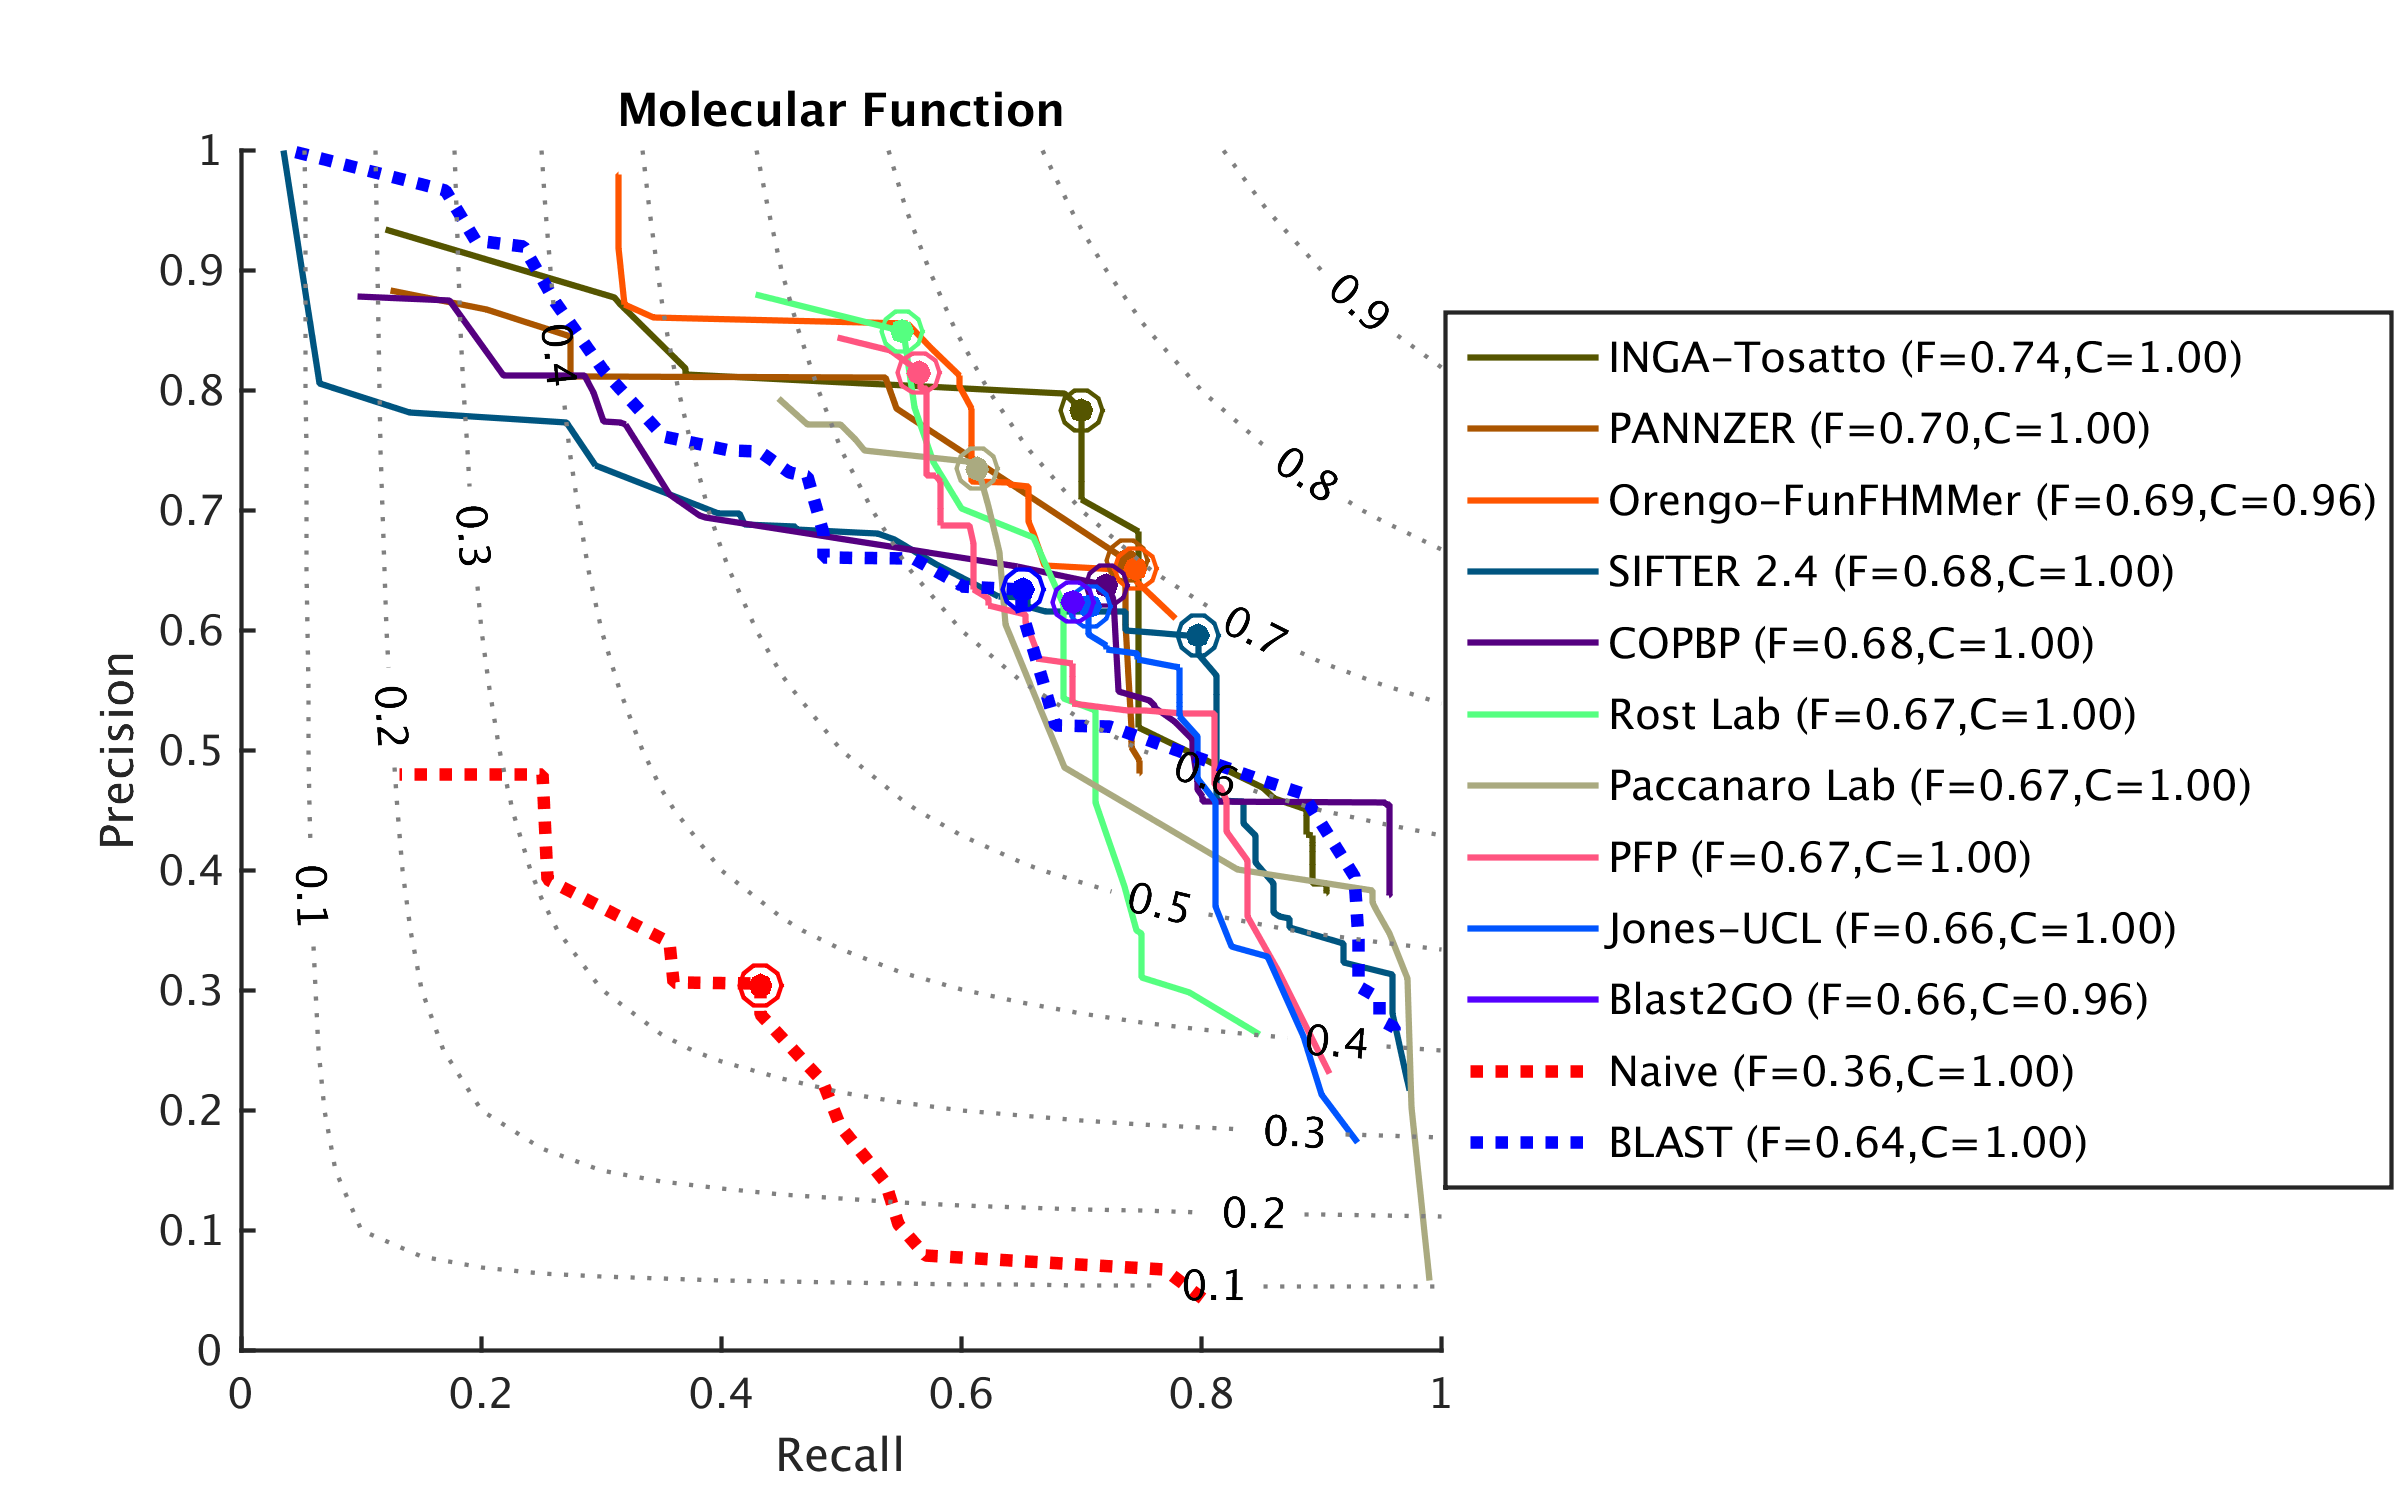 Molecular Function
Precision
1
0.9
0.8
0.7
0.6
0.5
0.4
0.3
0.2
0.1
0
0
0.2
0.4
0.6
0.8
1
Recall
0.1
0.2
0.3
0.4
0.9
0.8
0.7
0.6
0.5
0.4
0.3
0.2
0.1
INGA-Tosatto (F=0.74,C=1.00)
PANNZER (F=0.70,C=1.00)
Orengo-FunFHMMer (F=0.69,C=0.96)
SIFTER 2.4 (F=0.68,C=1.00)
COPBP (F=0.68,C=1.00)
Rost Lab (F=0.67,C=1.00)
Paccanaro Lab (F=0.67,C=1.00)
PFP (F=0.67,C=1.00)
Jones-UCL (F=0.66,C=1.00)
Blast2GO (F=0.66,C=0.96)
Naive (F=0.36,C=1.00)
BLAST (F=0.64,C=1.00)